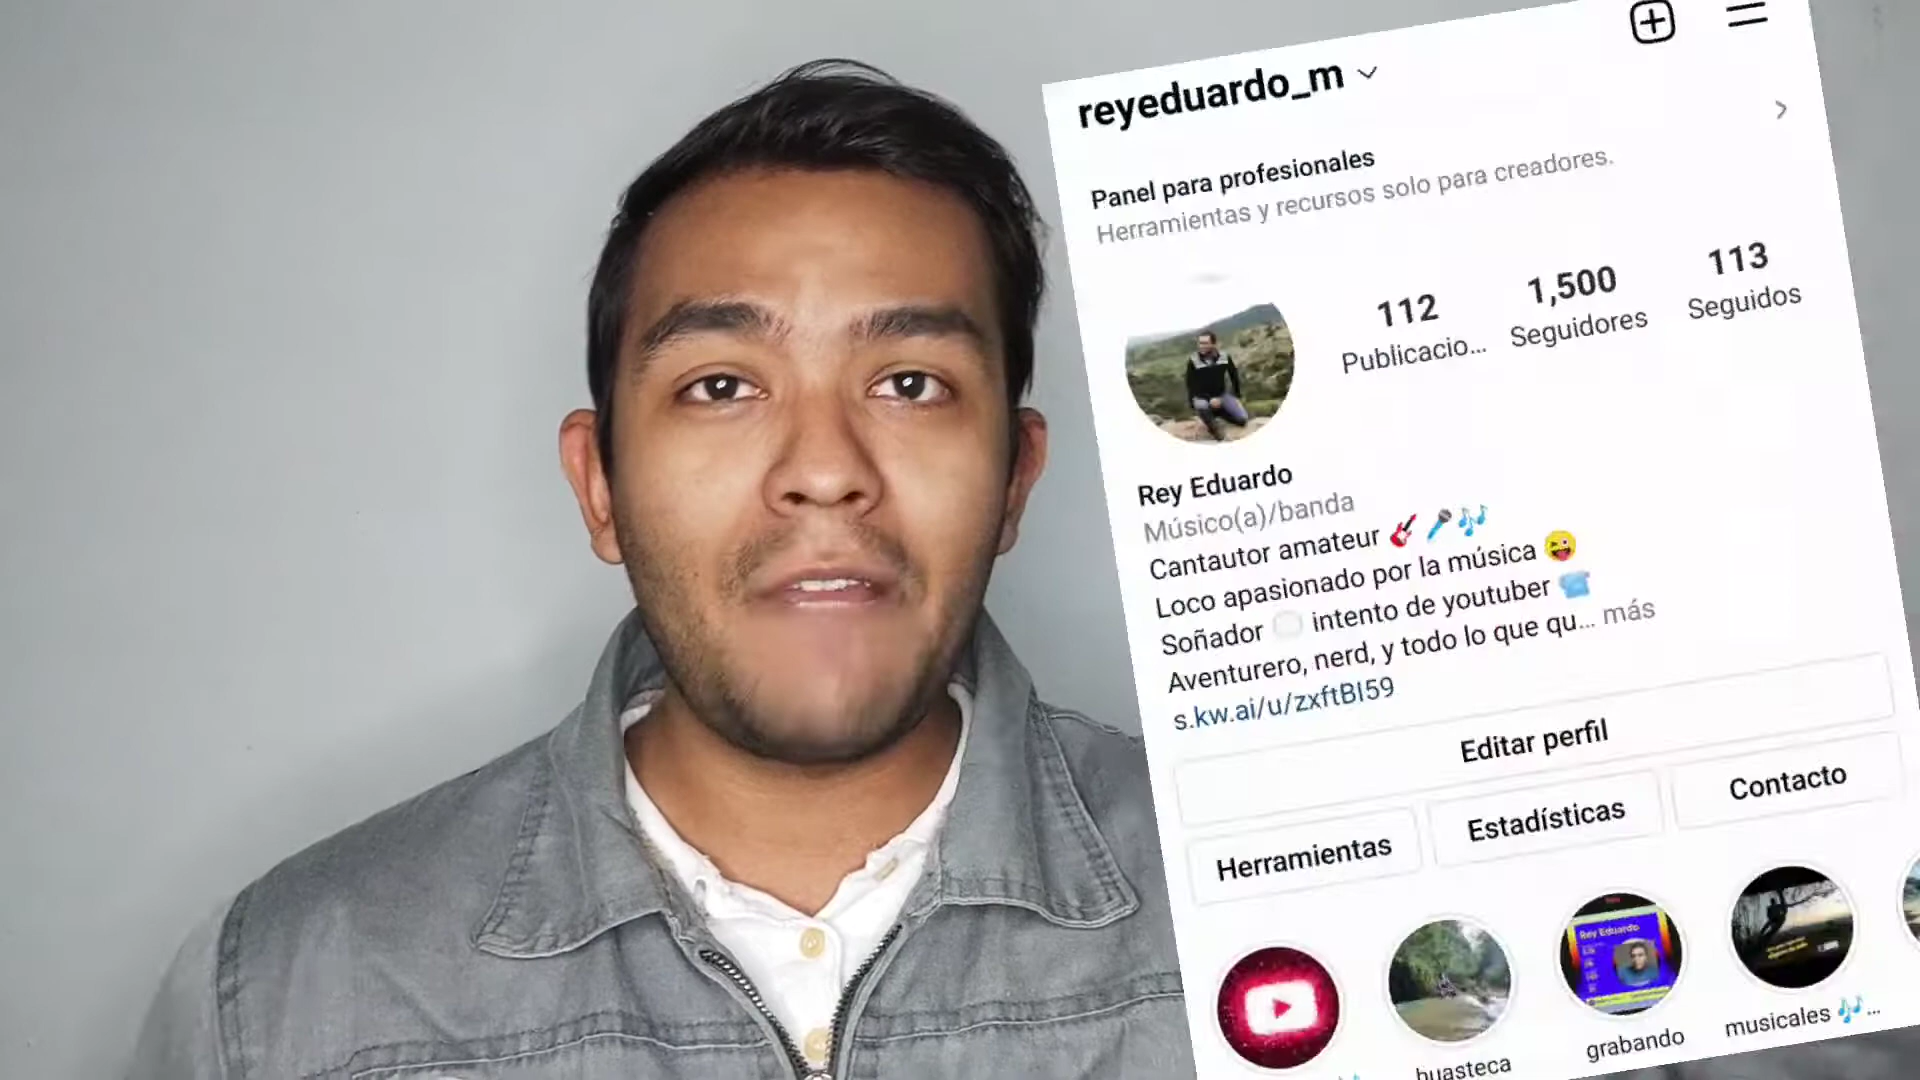 reyeduardo_m
Panel para profesionales
Herramientas y recursos solo para creadores.
112
Publicacio...
1,500
Seguidores
113
Seguidos
Rey Eduardo
Músico(a)/banda
Cantautor amateur 🎸🎤🎶
Loco apasionado por la música 😜
Soñador 💭 intento de youtuber
Aventurero, nerd, y todo lo que qu... más
s.kw.ai/u/zxftBI59
Editar perfil
Herramientas
Estadísticas
Contacto
Rey Eduardo
huasteca
grabando
musicales 🎶...